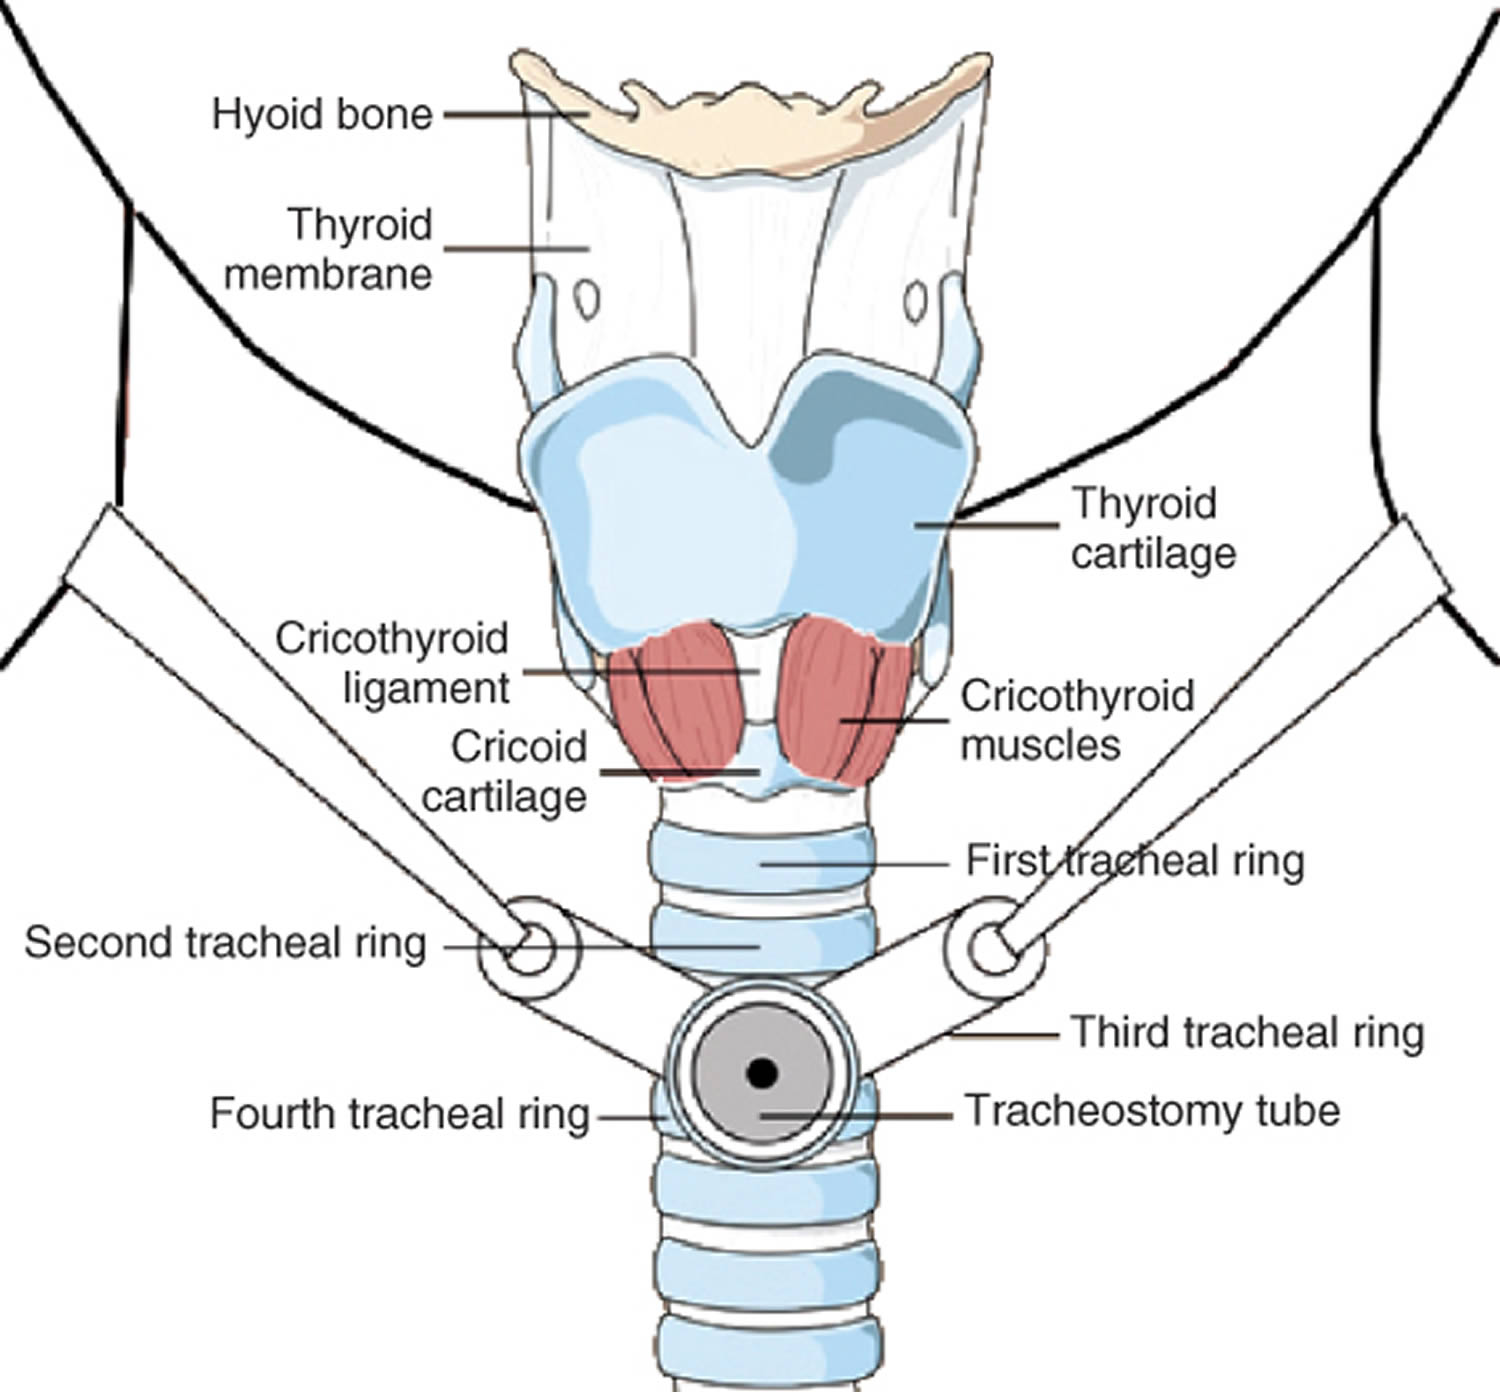 Hyoid bone
Thyroid
membrane
Thyroid
cartilage
Cricothyroid
ligament
Cricothyroid
muscles
Cricoid
cartilage
First tracheal ring
Second tracheal ring
Third tracheal ring
Fourth tracheal ring
Tracheostomy tube